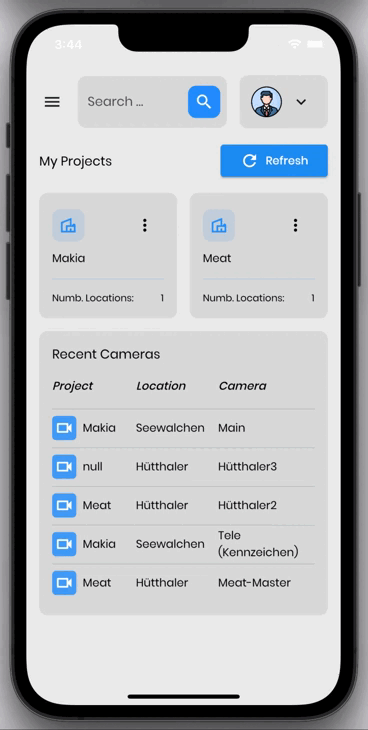 3:44
Search ...
My Projects
Refresh
Makia
Numb. Locations: 1
Meat
Numb. Locations: 1
Recent Cameras
Project Location Camera
Makia Seewalchen Main
null Hütthaler Hütthaler3
Meat Hütthaler Hütthaler2
Makia Seewalchen Tele
(Kennzeichen)
Meat Hütthaler Meat-Master